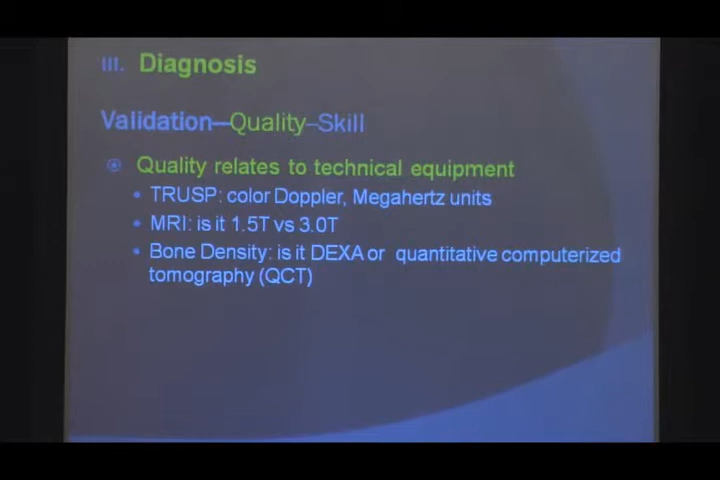 III. Diagnosis
Validation—Quality–Skill
Quality relates to technical equipment
TRUSP: color Doppler, Megahertz units
MRI: is it 1.5T vs 3.0T
Bone Density: is it DEXA or quantitative computerized
tomography (QCT)